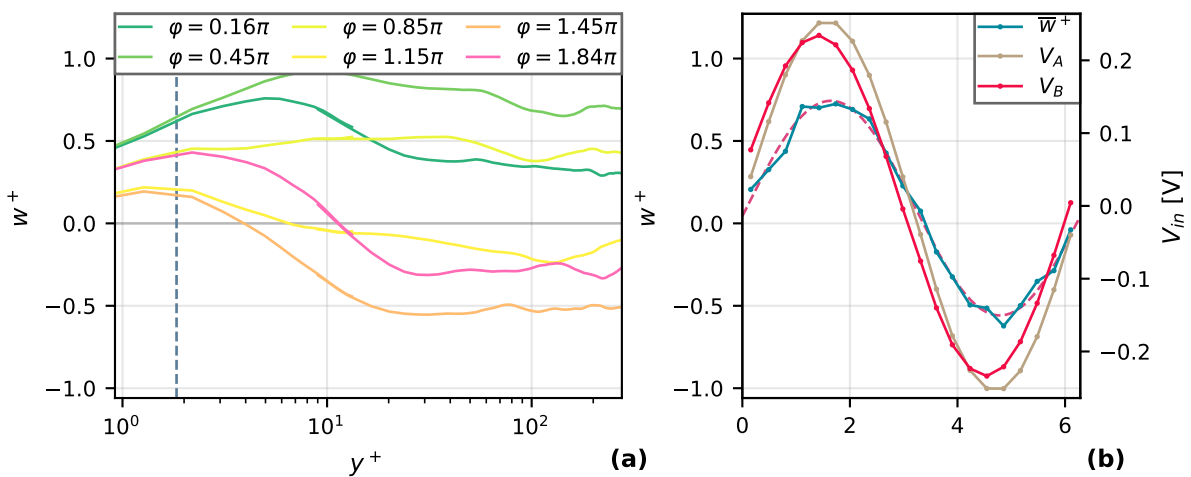 φ = 0.16π φ = 0.85π φ = 1.45π
φ = 0.45π φ = 1.15π φ = 1.84π
1.0
0.5
0.0
−0.5
−1.0
w⁺
10⁰ 10¹ 10²
y⁺
(a)
w̅⁺
V_A
V_B
1.0
0.5
0.0
−0.5
−1.0
w⁺
0.2
0.1
0.0
−0.1
−0.2
V_in [V]
0 2 4 6
(b)